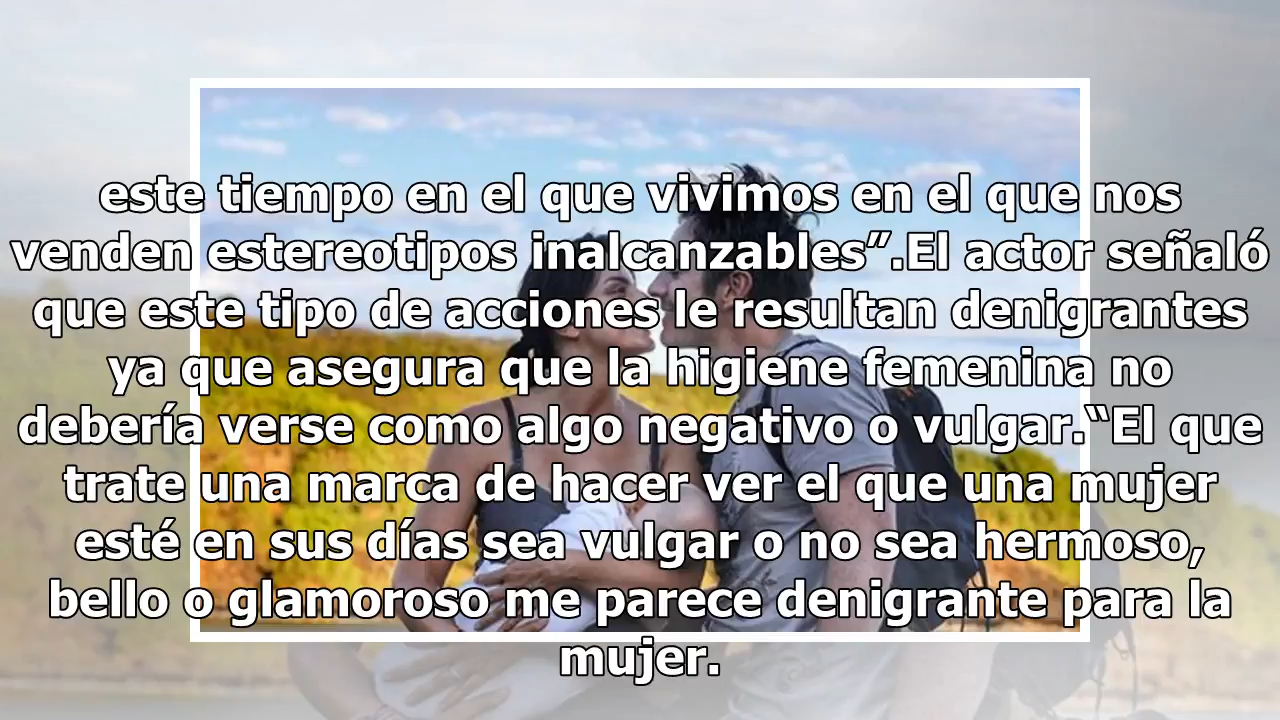 este tiempo en el que vivimos en el que nos
venden estereotipos inalcanzables”.El actor señaló
que este tipo de acciones le resultan denigrantes
ya que asegura que la higiene femenina no
debería verse como algo negativo o vulgar.“El que
trate una marca de hacer ver el que una mujer
esté en sus días sea vulgar o no sea hermoso,
bello o glamoroso me parece denigrante para la
mujer.